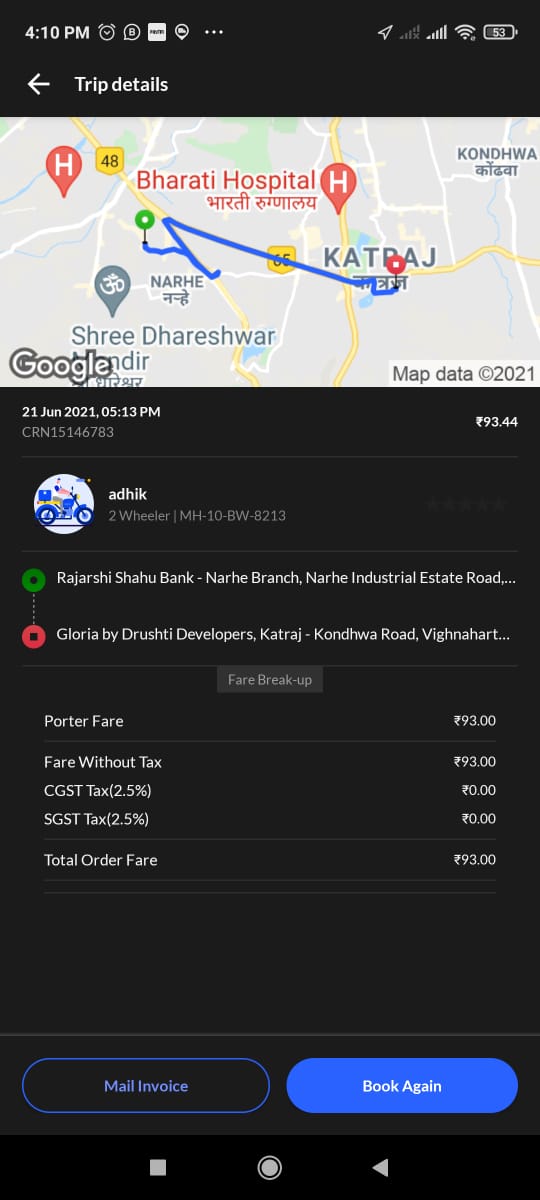 4:10 PM
53
Trip details
48
KONDHWA
कोंढवा
Bharati Hospital
भारती रुग्णालय
65
KATRAJ
कात्रज
NARHE
नऱ्हे
Shree Dhareshwar
Google
Map data ©2021
21 Jun 2021, 05:13 PM
₹93.44
CRN15146783
adhik
2 Wheeler | MH-10-BW-8213
Rajarshi Shahu Bank - Narhe Branch, Narhe Industrial Estate Road,...
Gloria by Drushti Developers, Katraj - Kondhwa Road, Vighnahart...
Fare Break-up
Porter Fare ₹93.00
Fare Without Tax ₹93.00
CGST Tax(2.5%) ₹0.00
SGST Tax(2.5%) ₹0.00
Total Order Fare ₹93.00
Mail Invoice
Book Again